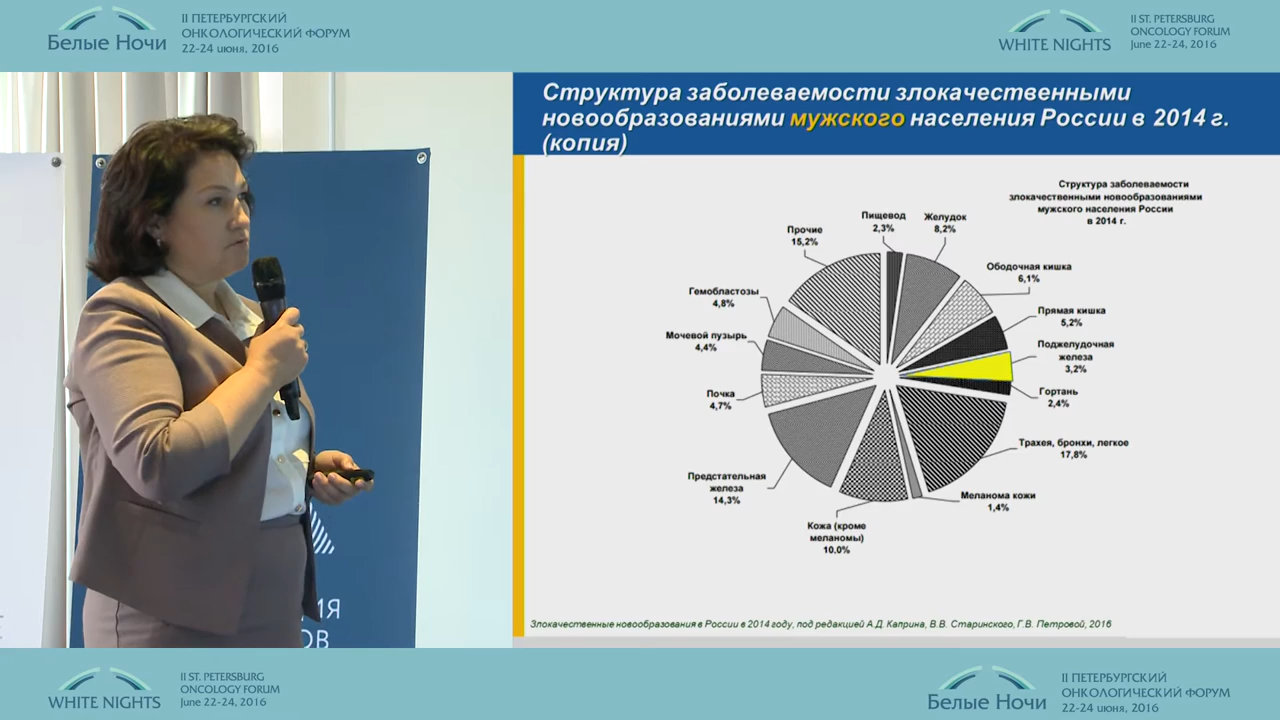 Белые Ночи
II ПЕТЕРБУРГСКИЙ
ОНКОЛОГИЧЕСКИЙ ФОРУМ
22-24 июня, 2016
WHITE NIGHTS
II ST. PETERSBURG
ONCOLOGY FORUM
June 22-24, 2016
Структура заболеваемости злокачественными
новообразованиями мужского населения России в 2014 г.
(копия)
Структура заболеваемости
злокачественными новообразованиями
мужского населения России
в 2014 г.
Пищевод
2,3%
Желудок
8,2%
Ободочная кишка
6,1%
Прямая кишка
5,2%
Поджелудочная
железа
3,2%
Гортань
2,4%
Трахея, бронхи, легкое
17,8%
Меланома кожи
1,4%
Кожа (кроме
меланомы)
10.0%
Предстательная
железа
14,3%
Почка
4,7%
Мочевой пузырь
4,4%
Гемобластозы
4,8%
Прочие
15,2%
Злокачественные новообразования в России в 2014 году, под редакцией А.Д. Каприна, В.В. Старинского, Г.В. Петровой, 2016
WHITE NIGHTS
II ST. PETERSBURG
ONCOLOGY FORUM
June 22-24, 2016
Белые Ночи
II ПЕТЕРБУРГСКИЙ
ОНКОЛОГИЧЕСКИЙ ФОРУМ
22-24 июня, 2016